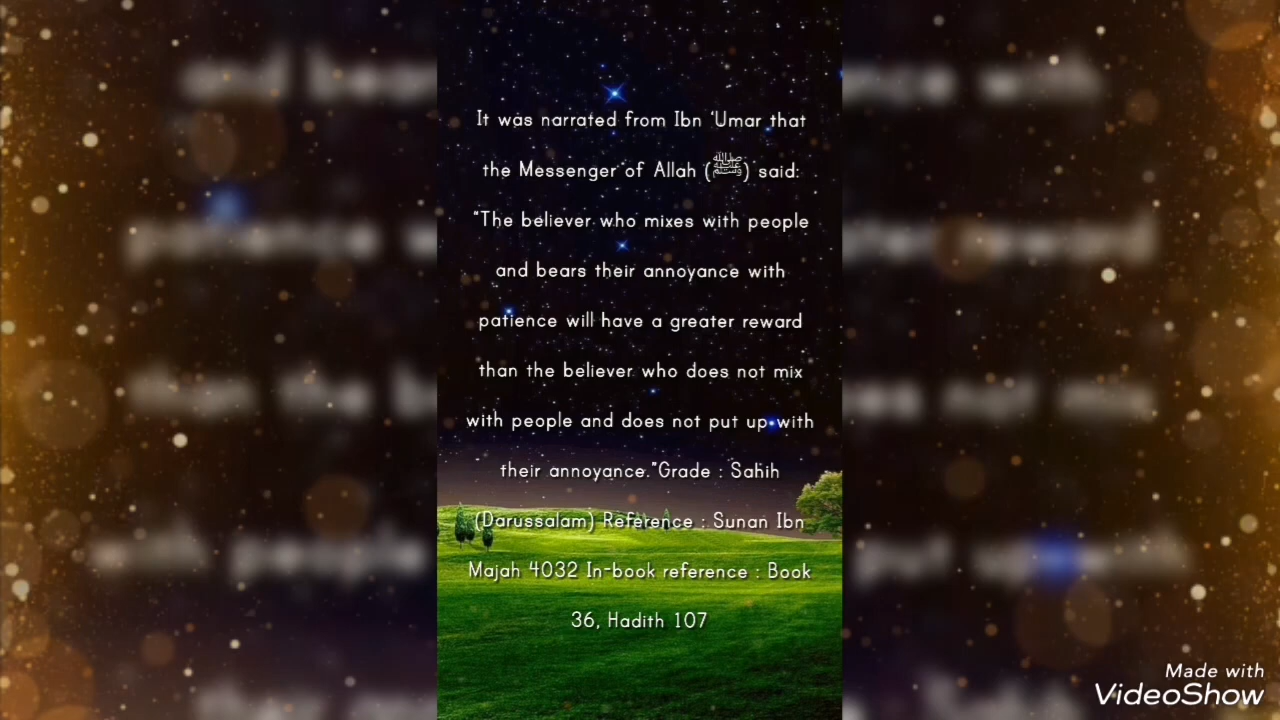 It was narrated from Ibn ‘Umar that
the Messenger of Allah (ﷺ) said:
“The believer who mixes with people
and bears their annoyance with
patience will have a greater reward
than the believer who does not mix
with people and does not put up with
their annoyance.”Grade : Sahih
(Darussalam) Reference : Sunan Ibn
Majah 4032 In-book reference : Book
36, Hadith 107
Made with
VideoShow